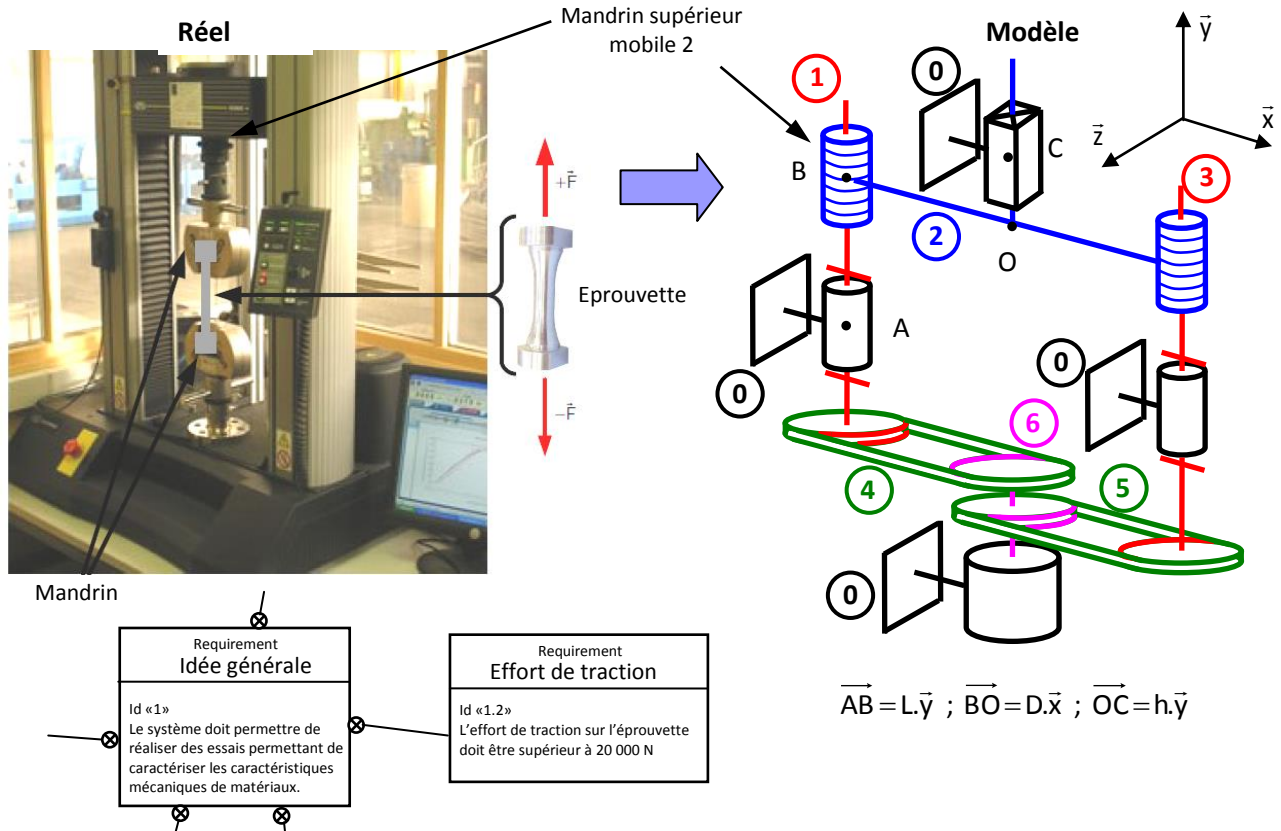 Réel
Mandrin supérieur
mobile 2
Modèle
+F⃗
Eprouvette
−F⃗
Mandrin
1
0
y⃗
x⃗
z⃗
C
B
3
2
O
A
0
0
6
4
5
0
AB⃗ = L.y⃗ ; BO⃗ = D.x⃗ ; OC⃗ = h.y⃗
Requirement
Idée générale
Id «1»
Le système doit permettre de
réaliser des essais permettant de
caractériser les caractéristiques
mécaniques de matériaux.
Requirement
Effort de traction
Id «1.2»
L'effort de traction sur l'éprouvette
doit être supérieur à 20 000 N